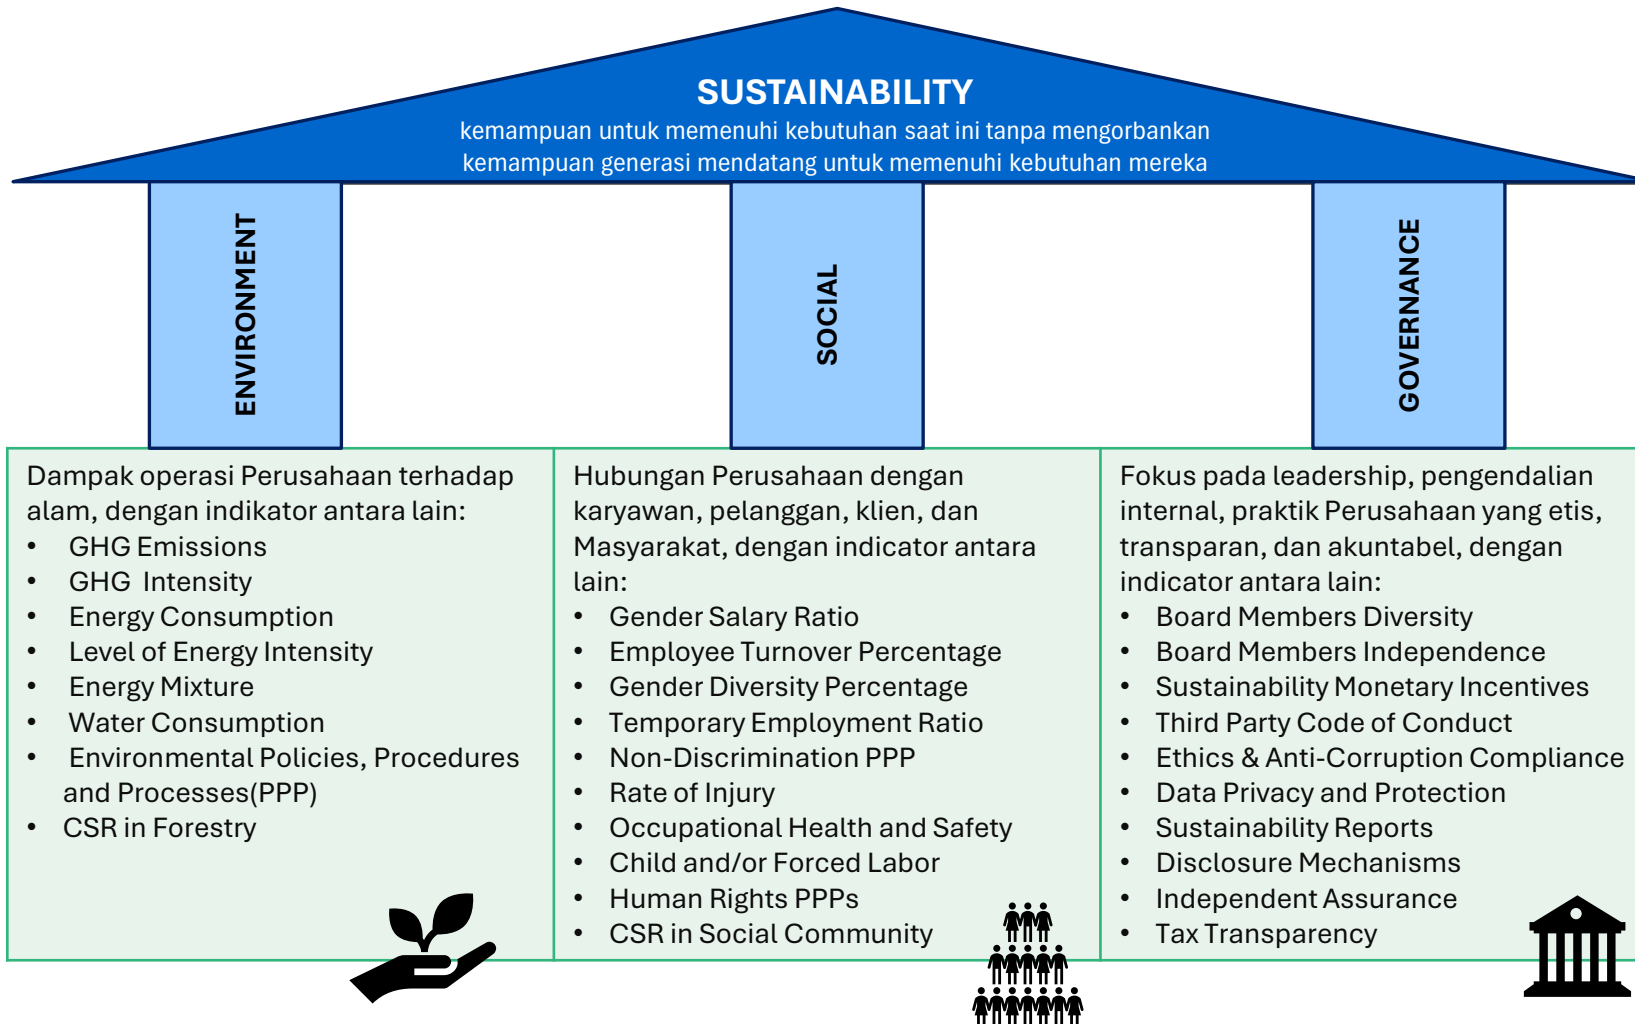 SUSTAINABILITY
kemampuan untuk memenuhi kebutuhan saat ini tanpa mengorbankan
kemampuan generasi mendatang untuk memenuhi kebutuhan mereka
ENVIRONMENT
SOCIAL
GOVERNANCE
Dampak operasi Perusahaan terhadap
alam, dengan indikator antara lain:
• GHG Emissions
• GHG Intensity
• Energy Consumption
• Level of Energy Intensity
• Energy Mixture
• Water Consumption
• Environmental Policies, Procedures
and Processes(PPP)
• CSR in Forestry
Hubungan Perusahaan dengan
karyawan, pelanggan, klien, dan
Masyarakat, dengan indicator antara
lain:
• Gender Salary Ratio
• Employee Turnover Percentage
• Gender Diversity Percentage
• Temporary Employment Ratio
• Non-Discrimination PPP
• Rate of Injury
• Occupational Health and Safety
• Child and/or Forced Labor
• Human Rights PPPs
• CSR in Social Community
Fokus pada leadership, pengendalian
internal, praktik Perusahaan yang etis,
transparan, dan akuntabel, dengan
indicator antara lain:
• Board Members Diversity
• Board Members Independence
• Sustainability Monetary Incentives
• Third Party Code of Conduct
• Ethics & Anti-Corruption Compliance
• Data Privacy and Protection
• Sustainability Reports
• Disclosure Mechanisms
• Independent Assurance
• Tax Transparency